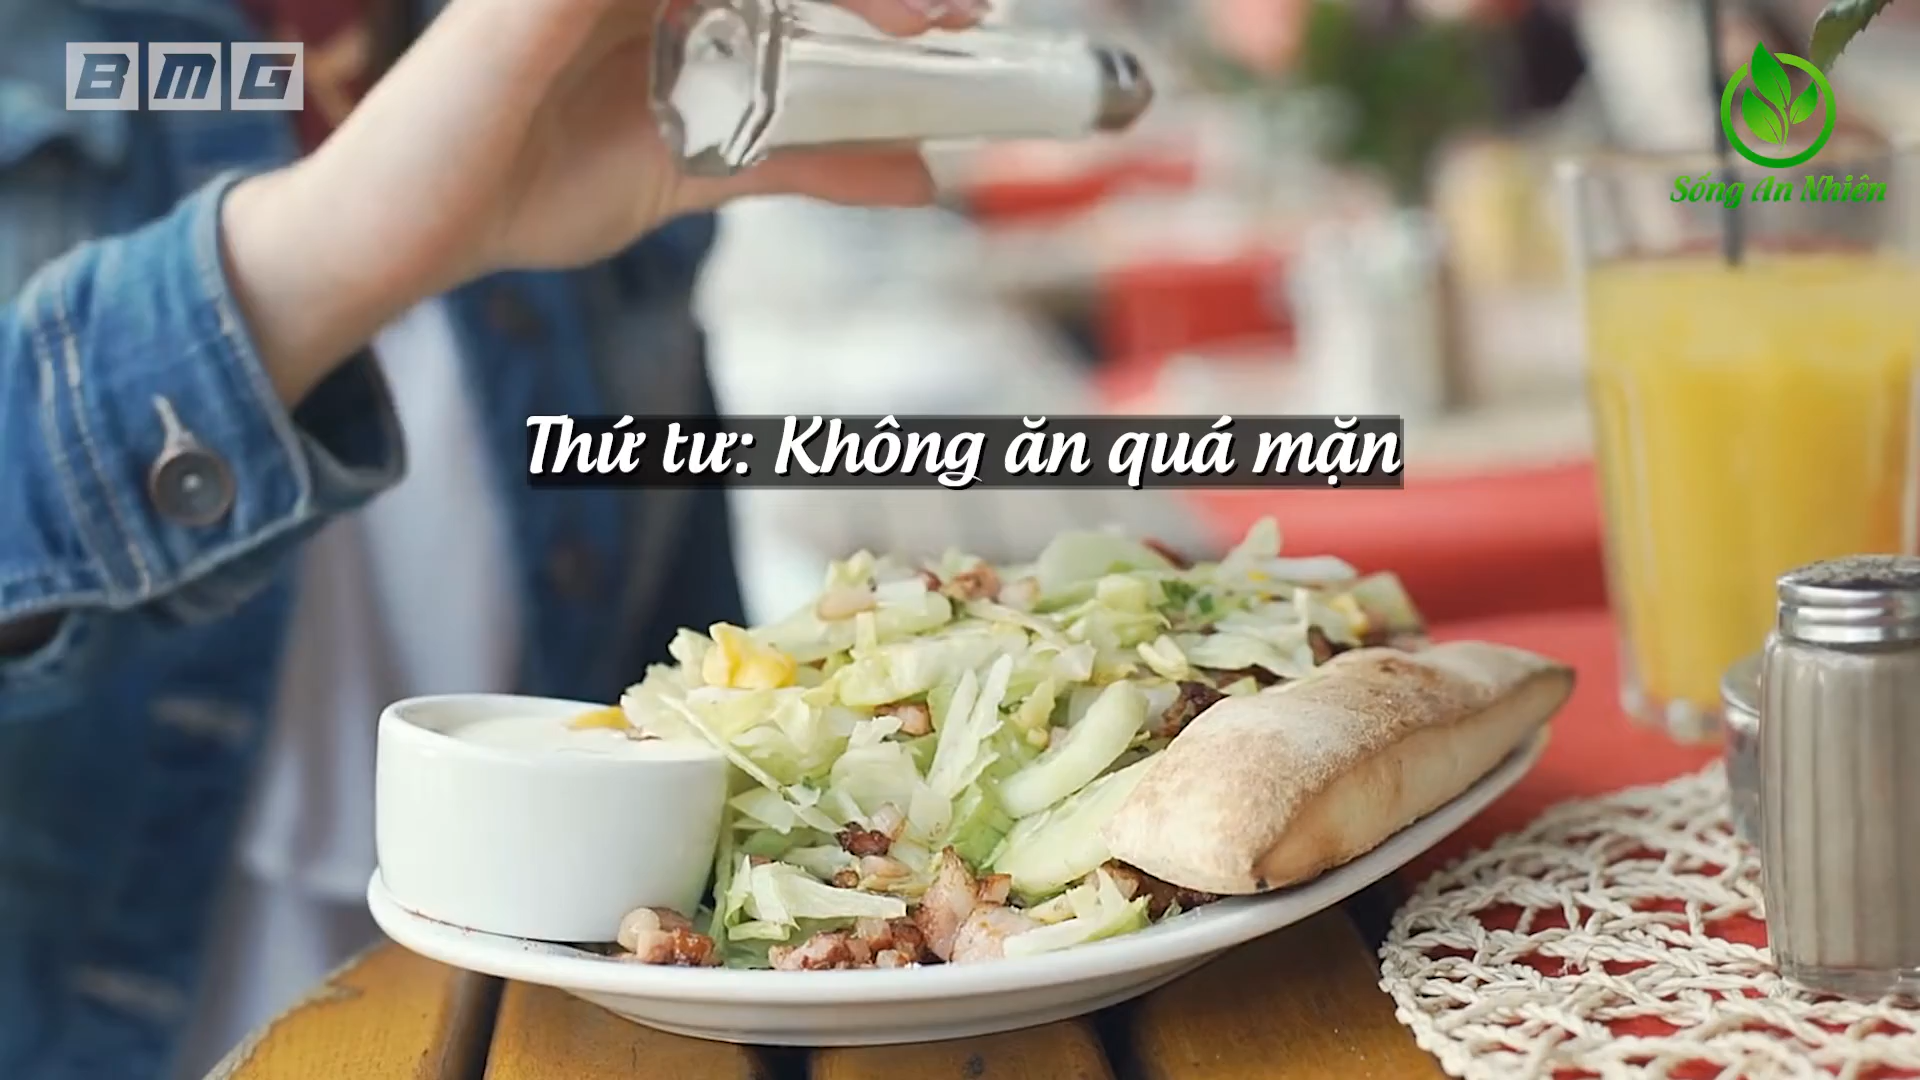 BMG
Sống An Nhiên
Thứ tư: Không ăn quá mặn